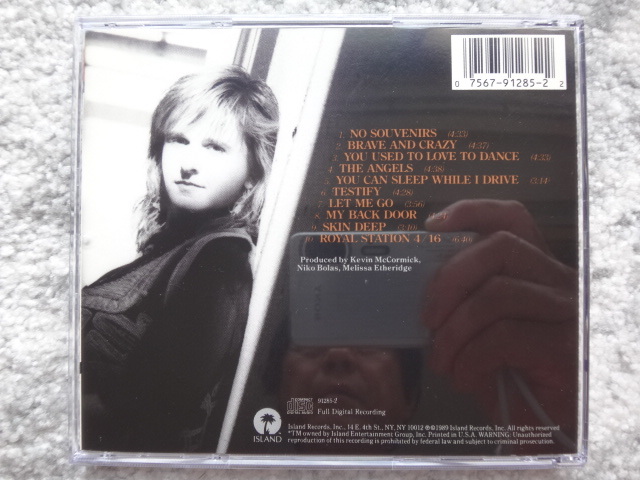 0 7567-91285-2 2
1. NO SOUVENIRS (4:33)
2. BRAVE AND CRAZY (4:37)
3. YOU USED TO LOVE TO DANCE (4:33)
4. THE ANGELS (4:38)
5. YOU CAN SLEEP WHILE I DRIVE (3:14)
6. TESTIFY (4:28)
7. LET ME GO (3:56)
8. MY BACK DOOR
9. SKIN DEEP (3:10)
10. ROYAL STATION 4/16 (6:40)
Produced by Kevin McCormick,
Niko Bolas, Melissa Etheridge
91285-2
Full Digital Recording
ISLAND
Island Records, Inc., 14 E. 4th St., NY, NY 10012 ℗©1989 Island Records, Inc. All rights reserved
*TM owned by Island Entertainment Group, Inc. Printed in U.S.A. WARNING: Unauthorized
reproduction of this recording is prohibited by federal law and subject to criminal prosecution.